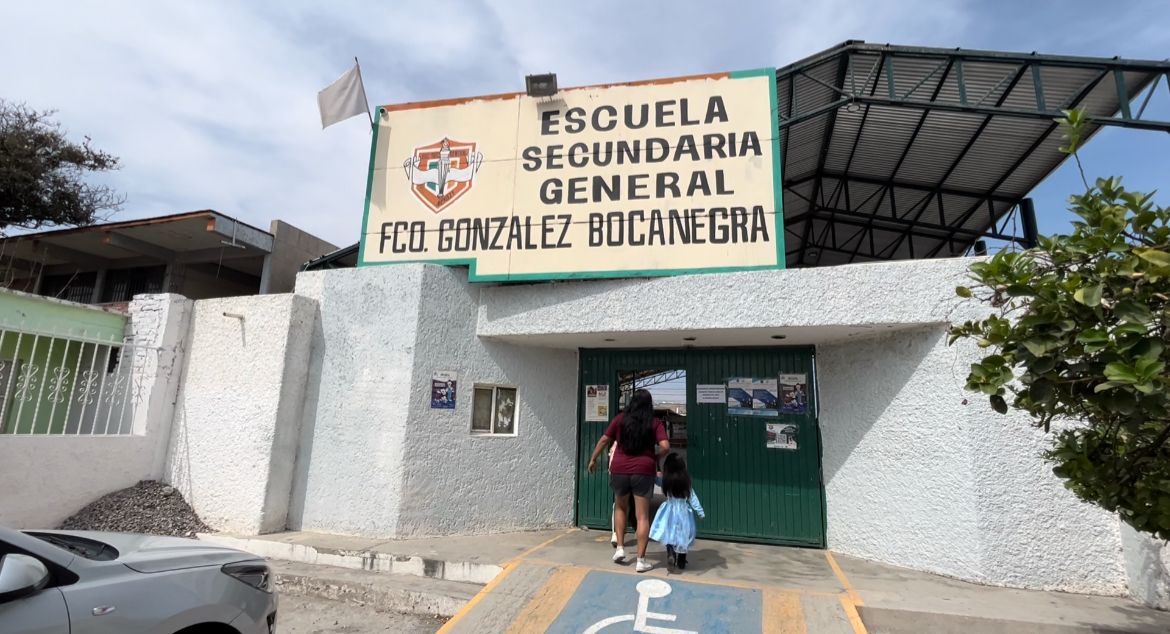 ESCUELA
SECUNDARIA
GENERAL
FCO. GONZALEZ BOCANEGRA